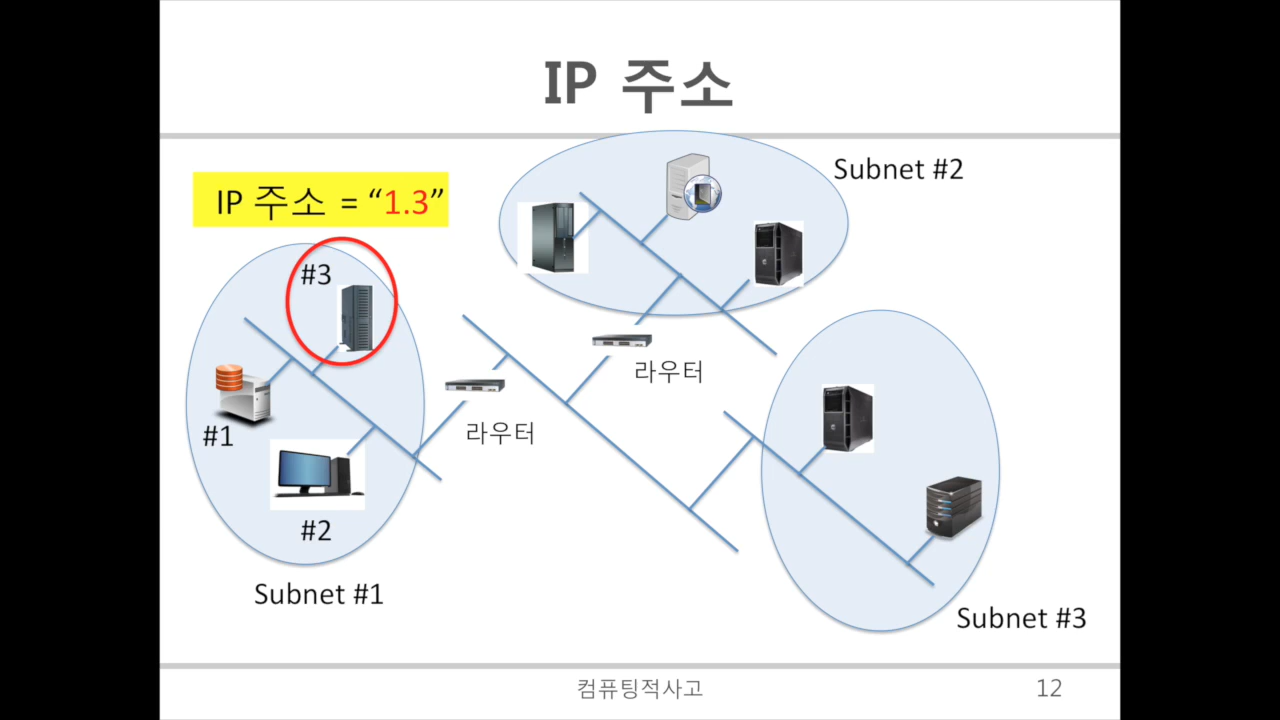 IP 주소
Subnet #2
IP 주소 = “1.3”
#3
라우터
라우터
#1
#2
Subnet #1
Subnet #3
컴퓨팅적사고
12